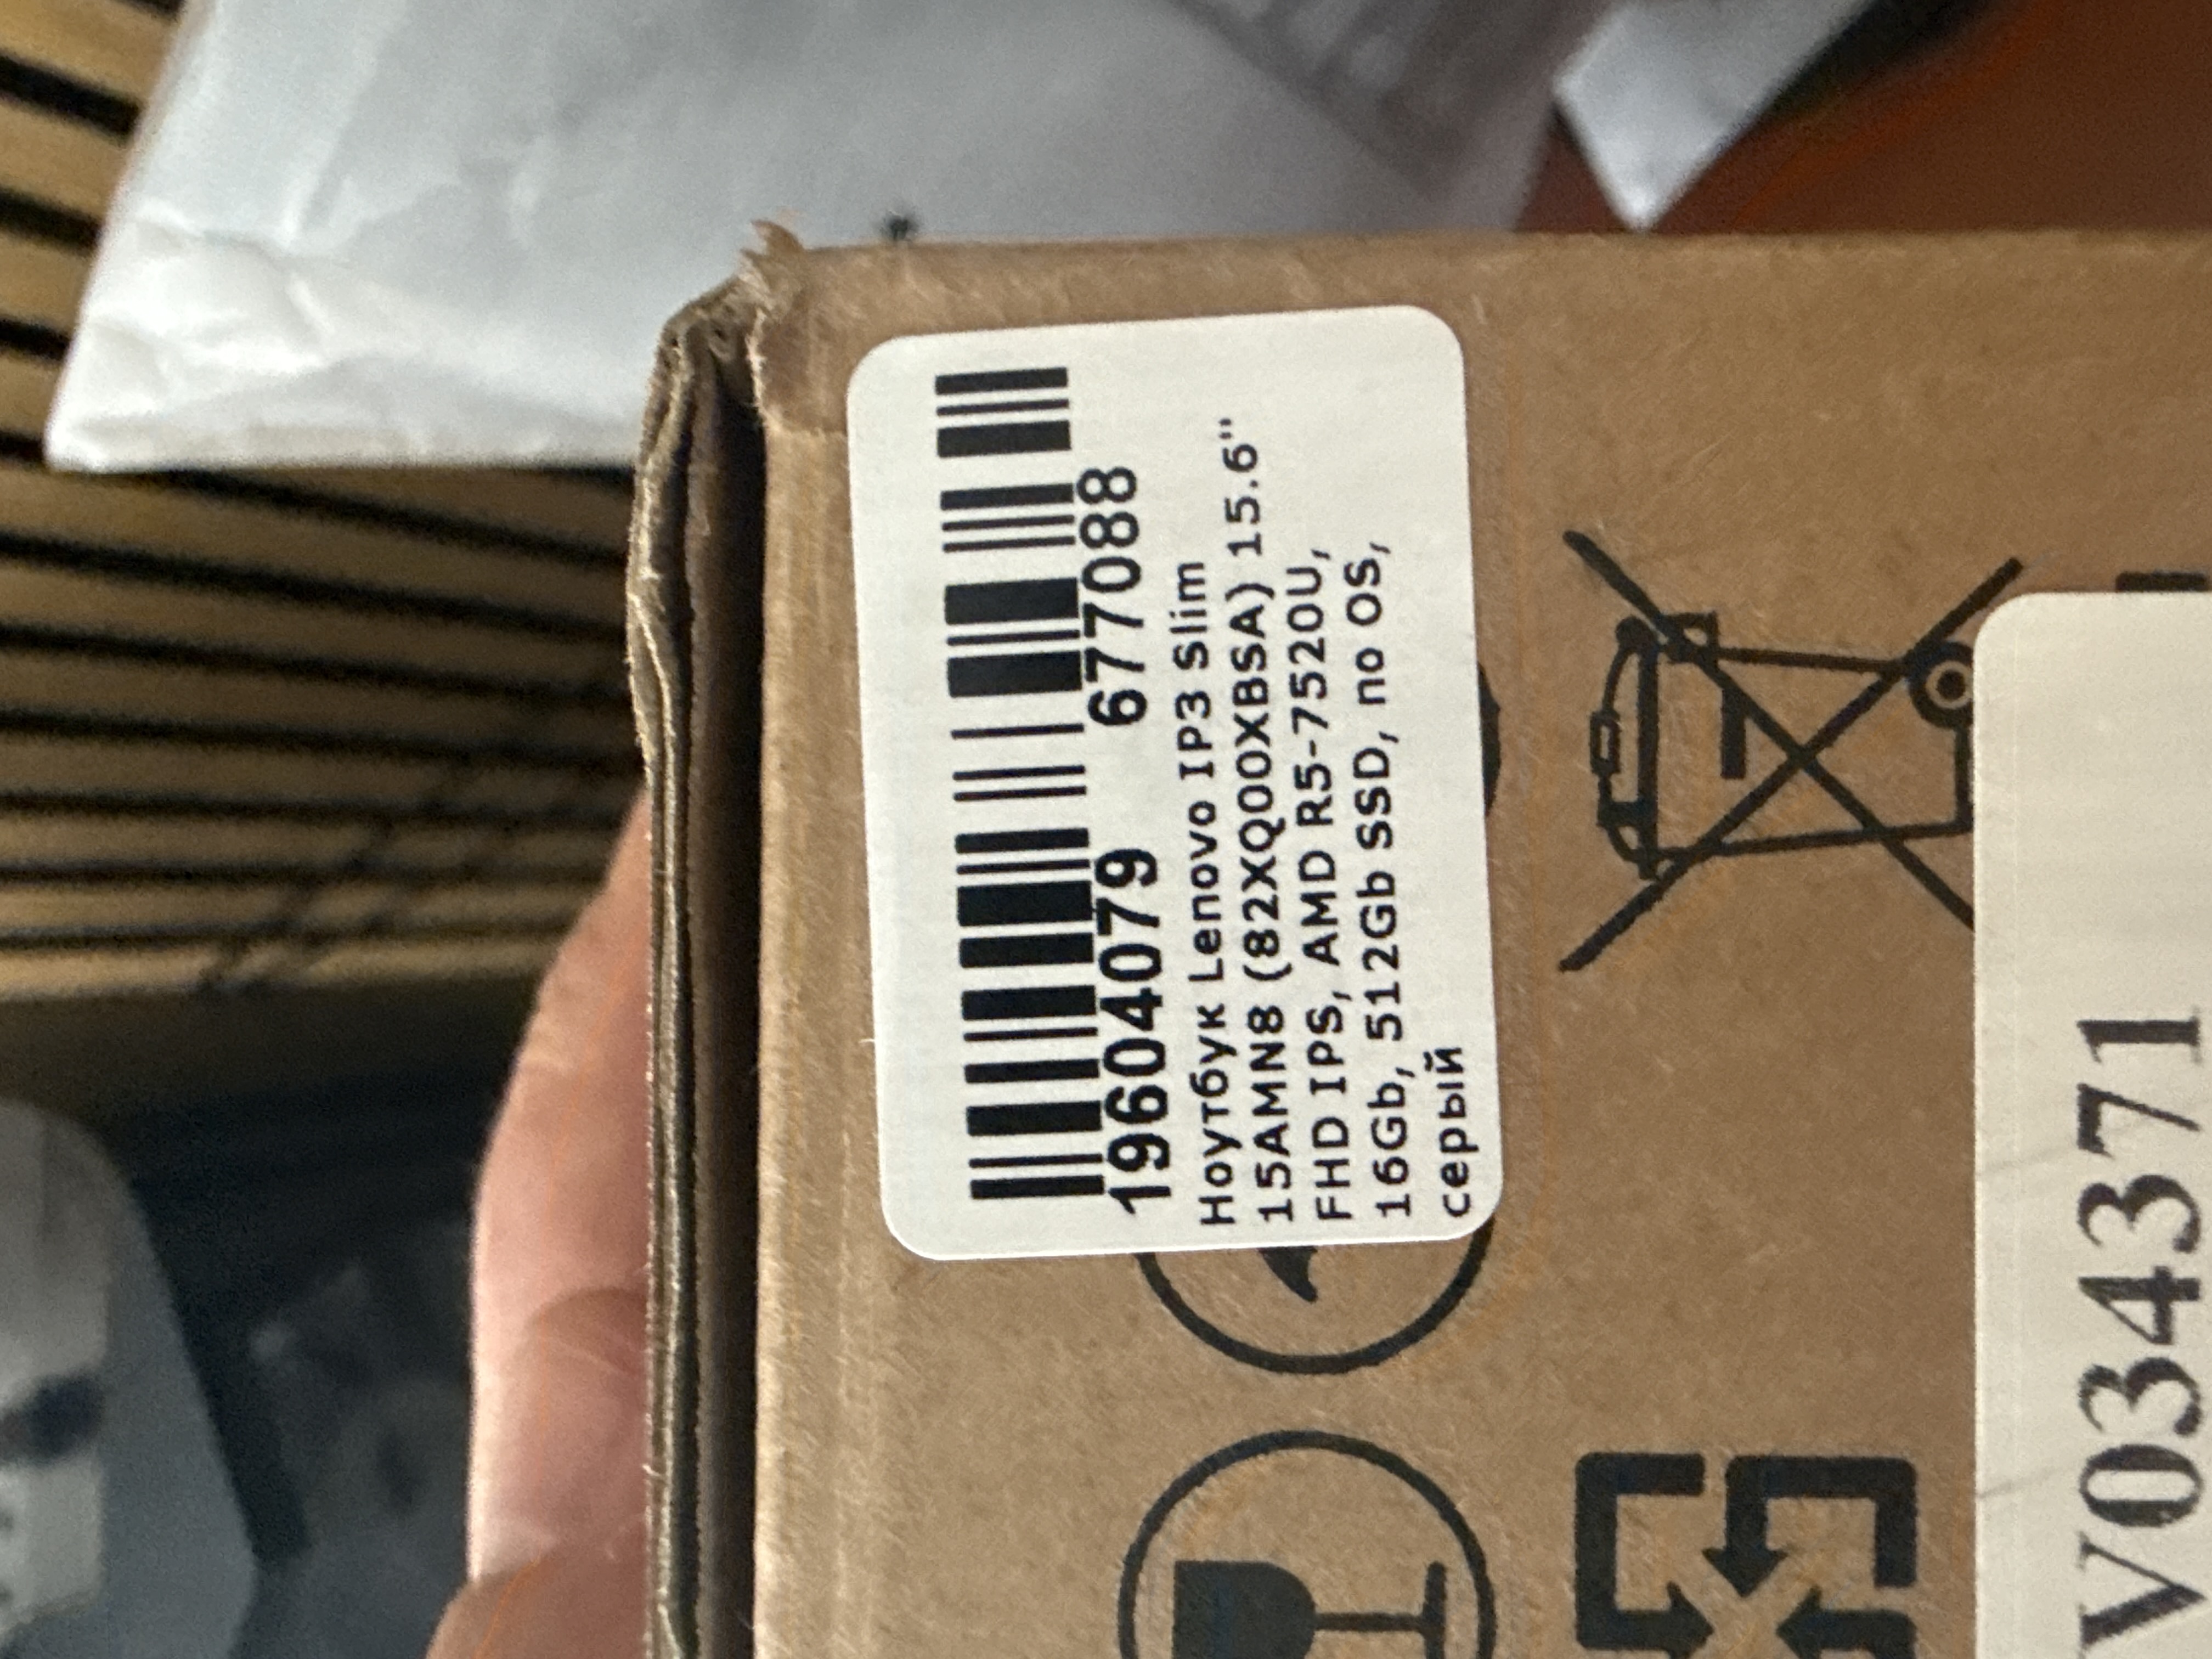 19604079 677088
Ноутбук Lenovo IP3 Slim
15AMN8 (82XQ00XBSA) 15.6"
FHD IPS, AMD R5-7520U,
16Gb, 512Gb SSD, no OS,
серый
V034371